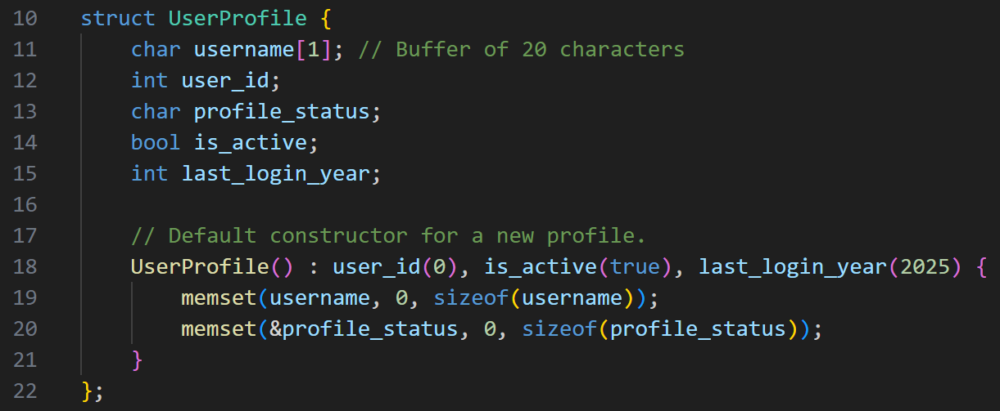 10 struct UserProfile {
11     char username[1]; // Buffer of 20 characters
12     int user_id;
13     char profile_status;
14     bool is_active;
15     int last_login_year;
16
17     // Default constructor for a new profile.
18     UserProfile() : user_id(0), is_active(true), last_login_year(2025) {
19         memset(username, 0, sizeof(username));
20         memset(&profile_status, 0, sizeof(profile_status));
21     }
22 };